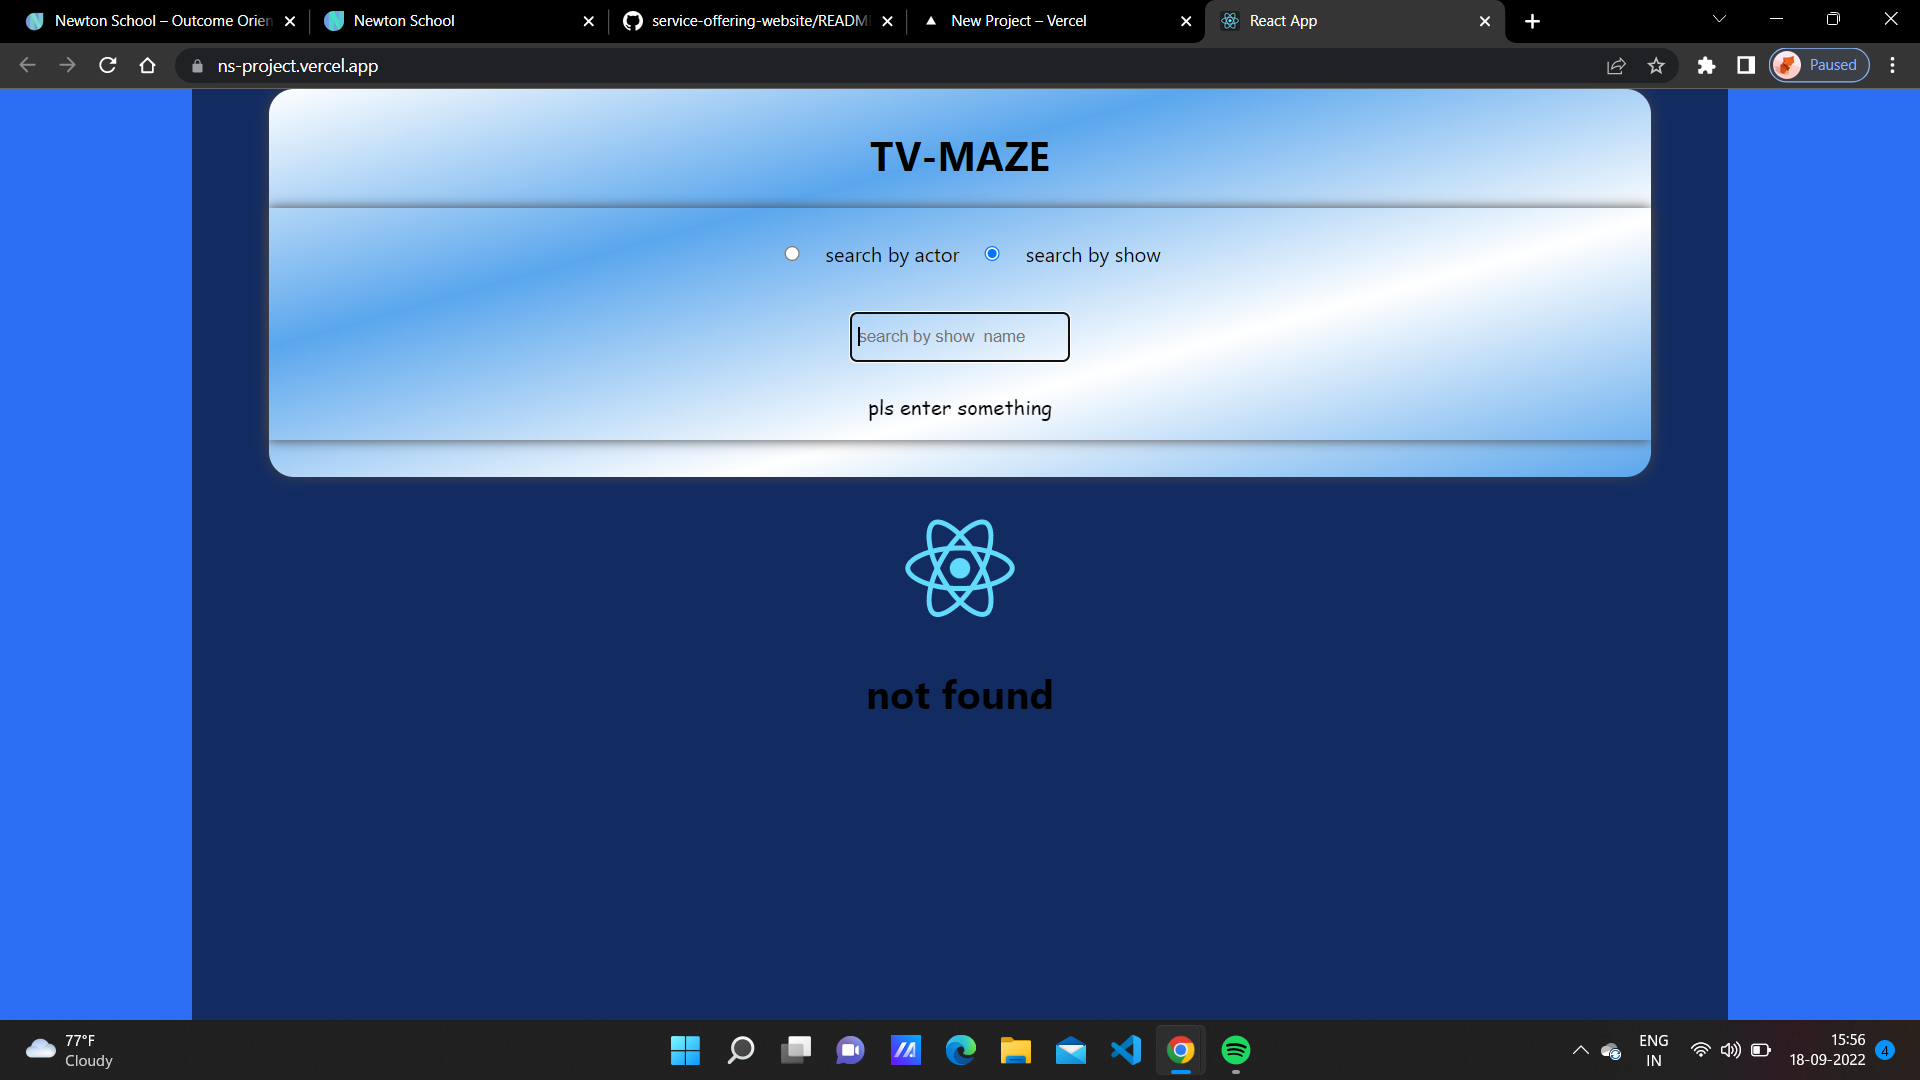 Newton School – Outcome Orien
Newton School
service-offering-website/READM
New Project – Vercel
React App
ns-project.vercel.app
Paused
TV-MAZE
search by actor
search by show
search by show name
pls enter something
not found
77°F
Cloudy
ENG
IN
15:56
18-09-2022
4